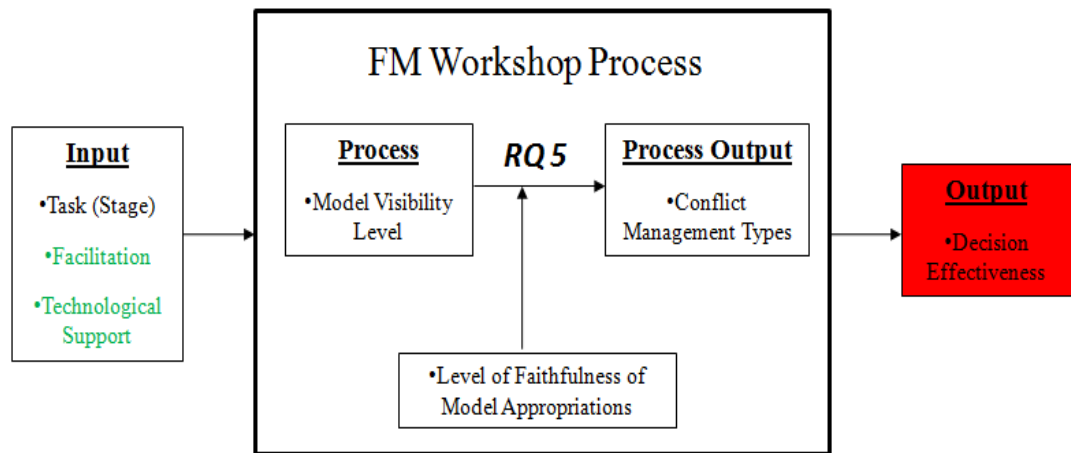 FM Workshop Process
Input
•Task (Stage)
•Facilitation
•Technological
Support
Process
•Model Visibility
Level
RQ 5
Process Output
•Conflict
Management Types
•Level of Faithfulness of
Model Appropriations
Output
•Decision
Effectiveness